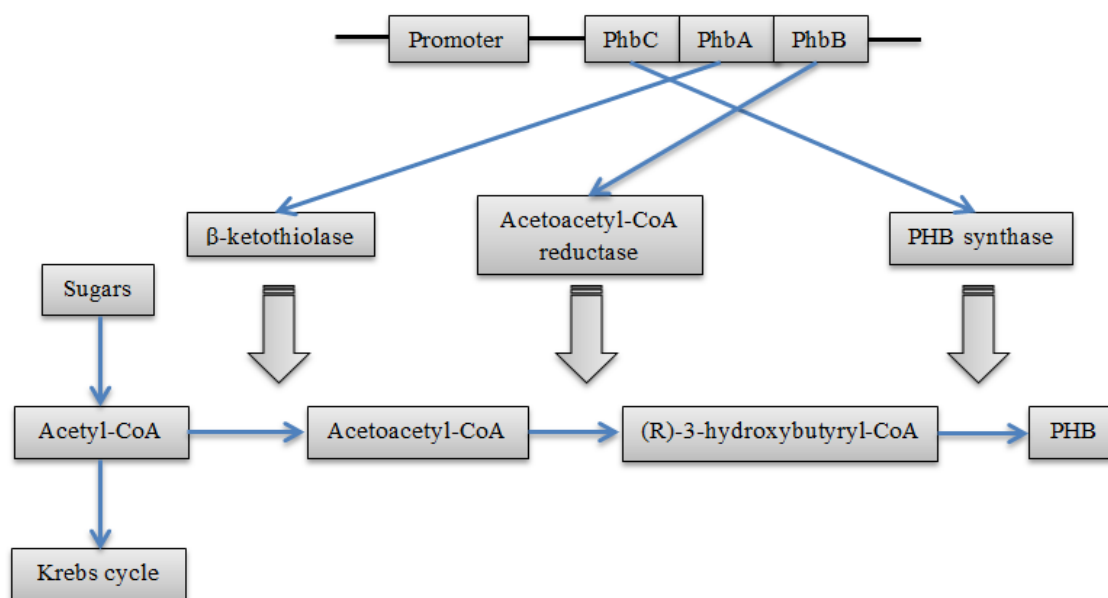 Promoter
PhbC
PhbA
PhbB
ß-ketothiolase
Acetoacetyl-CoA
reductase
PHB synthase
Sugars
Acetyl-CoA
Acetoacetyl-CoA
(R)-3-hydroxybutyryl-CoA
PHB
Krebs cycle